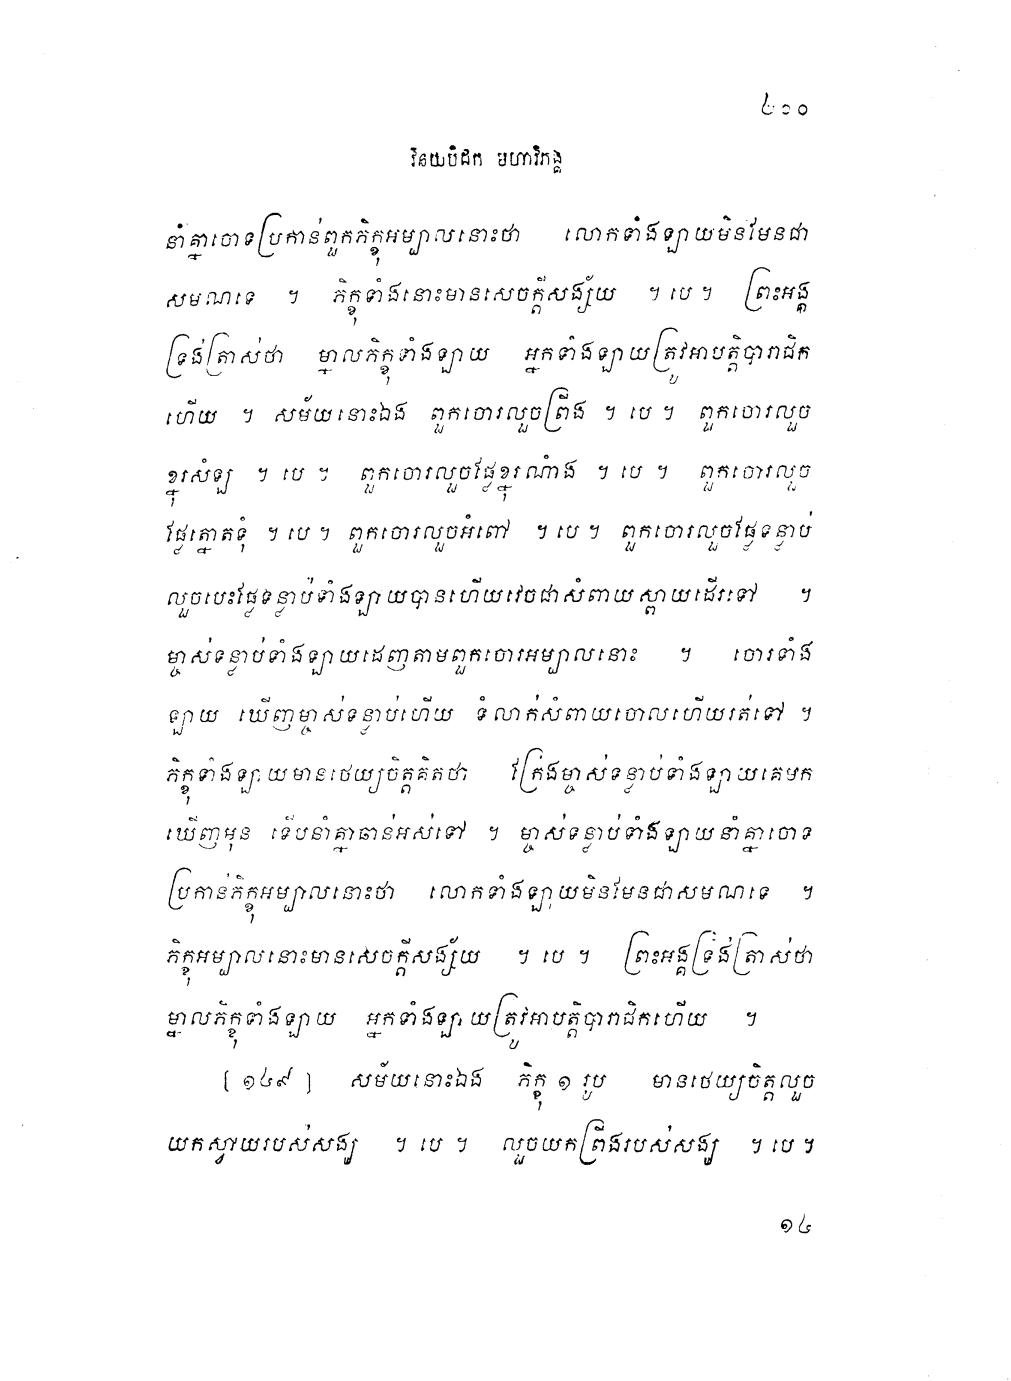 ៤១០
វិនយបិដក មហាវិភង្គ
នាំគ្នាចោទប្រកាន់ពួកភិក្ខុអម្បាលនោះថា លោកទាំងឡាយមិនមែនជា
សមណទេ ។ ភិក្ខុទាំងនោះមានសេចក្តីសង្ស័យ ។ បេ ។ ព្រះអង្គ
ទ្រង់ត្រាស់ថា ម្នាលភិក្ខុទាំងឡាយ អ្នកទាំងឡាយត្រូវអាបត្តិបារាជិក
ហើយ ។ សម័យនោះឯង ពួកចោរលួចព្រីង ។ បេ ។ ពួកចោរលួច
ខ្នុរសំឡ ។ បេ ។ ពួកចោរលួចផ្លែខ្នុរណាំង ។ បេ ។ ពួកចោរលួច
ផ្លែត្នោតទុំ ។ បេ ។ ពួកចោរលួចអំពៅ ។ បេ ។ ពួកចោរលួចផ្លែទន្លាប់
លួចបេះផ្លែទន្លាប់ទាំងឡាយបានហើយវេចជាសំពាយស្ពាយដើរទៅ ។
ម្ចាស់ទន្លាប់ទាំងឡាយដេញតាមពួកចោរអម្បាលនោះ ។ ចោរទាំង
ឡាយ ឃើញម្ចាស់ទន្លាប់ហើយ ទំលាក់សំពាយចោលហើយរត់ទៅ ។
ភិក្ខុទាំងឡាយមានថេយ្យចិត្តគិតថា ក្រែងម្ចាស់ទន្លាប់ទាំងឡាយគេមក
ឃើញមុន ទើបនាំគ្នាឆាន់អស់ទៅ ។ ម្ចាស់ទន្លាប់ទាំងឡាយនាំគ្នាចោទ
ប្រកាន់ភិក្ខុអម្បាលនោះថា លោកទាំងឡាយមិនមែនជាសមណទេ ។
ភិក្ខុអម្បាលនោះមានសេចក្តីសង្ស័យ ។ បេ ។ ព្រះអង្គទ្រង់ត្រាស់ថា
ម្នាលភិក្ខុទាំងឡាយ អ្នកទាំងឡាយត្រូវអាបត្តិបារាជិកហើយ ។
[១៤៩] សម័យនោះឯង ភិក្ខុ ១ រូប មានថេយ្យចិត្តលួច
យកស្វាយរបស់សង្ឃ ។ បេ ។ លួចយកព្រីងរបស់សង្ឃ ។ បេ ។
១៤